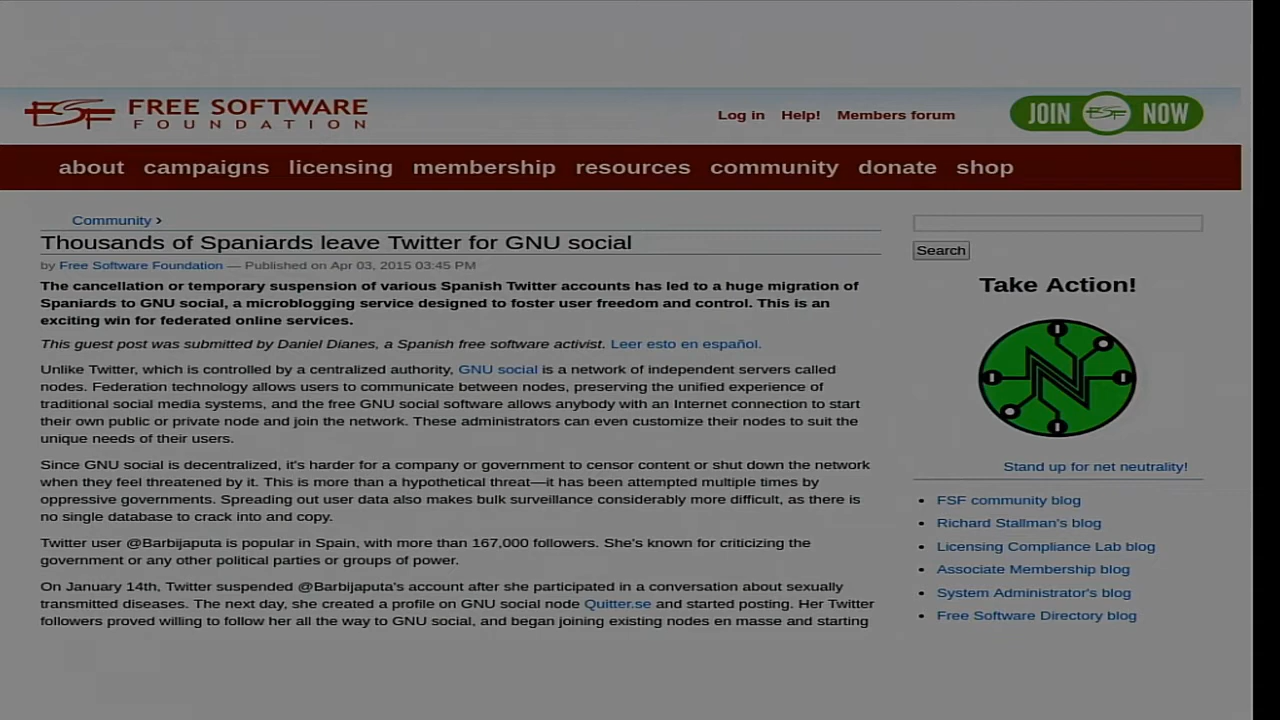 FSF FREE SOFTWARE
FOUNDATION
Log in Help! Members forum
JOIN FSF NOW
about campaigns licensing membership resources community donate shop
Community ›
Thousands of Spaniards leave Twitter for GNU social
by Free Software Foundation — Published on Apr 03, 2015 03:45 PM
The cancellation or temporary suspension of various Spanish Twitter accounts has led to a huge migration of
Spaniards to GNU social, a microblogging service designed to foster user freedom and control. This is an
exciting win for federated online services.
This guest post was submitted by Daniel Dianes, a Spanish free software activist. Leer esto en español.
Unlike Twitter, which is controlled by a centralized authority, GNU social is a network of independent servers called
nodes. Federation technology allows users to communicate between nodes, preserving the unified experience of
traditional social media systems, and the free GNU social software allows anybody with an Internet connection to start
their own public or private node and join the network. These administrators can even customize their nodes to suit the
unique needs of their users.
Since GNU social is decentralized, it's harder for a company or government to censor content or shut down the network
when they feel threatened by it. This is more than a hypothetical threat—it has been attempted multiple times by
oppressive governments. Spreading out user data also makes bulk surveillance considerably more difficult, as there is
no single database to crack into and copy.
Twitter user @Barbijaputa is popular in Spain, with more than 167,000 followers. She's known for criticizing the
government or any other political parties or groups of power.
On January 14th, Twitter suspended @Barbijaputa's account after she participated in a conversation about sexually
transmitted diseases. The next day, she created a profile on GNU social node Quitter.se and started posting. Her Twitter
followers proved willing to follow her all the way to GNU social, and began joining existing nodes en masse and starting
Search
Take Action!
N
Stand up for net neutrality!
FSF community blog
Richard Stallman's blog
Licensing Compliance Lab blog
Associate Membership blog
System Administrator's blog
Free Software Directory blog